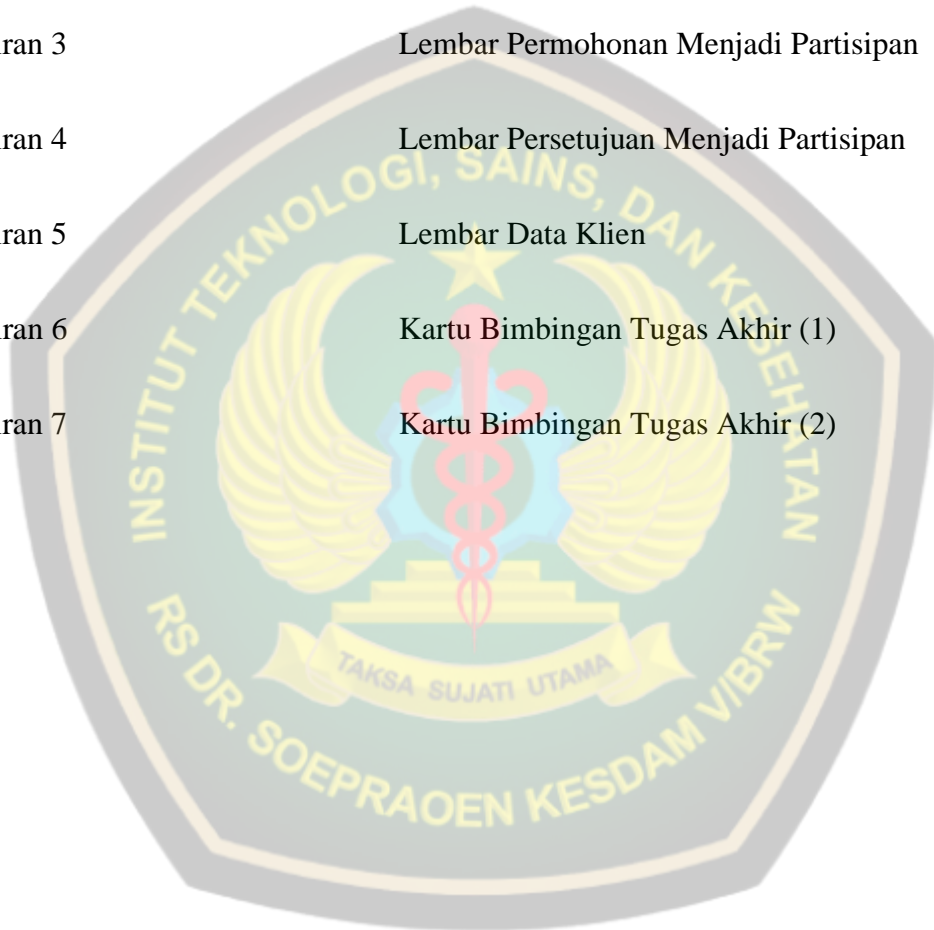 ran 3 Lembar Permohonan Menjadi Partisipan
ran 4 Lembar Persetujuan Menjadi Partisipan
ran 5 Lembar Data Klien
ran 6 Kartu Bimbingan Tugas Akhir (1)
ran 7 Kartu Bimbingan Tugas Akhir (2)
INSTITUT TEKNOLOGI, SAINS, DAN KESEHATAN
TAKSA SUJATI UTAMA
RS DR. SOEPRAOEN KESDAM V/BRW